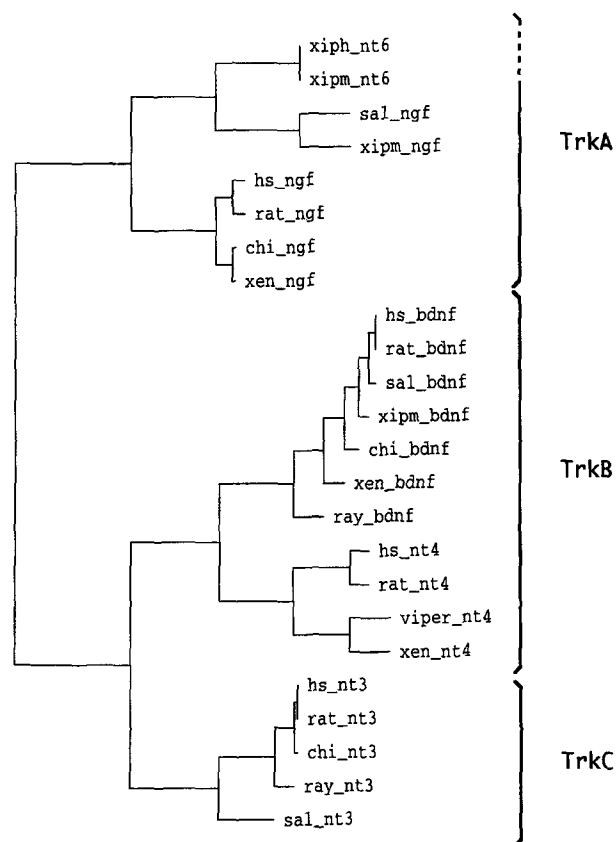 xiph_nt6
xipm_nt6
sal_ngf
xipm_ngf
TrkA
hs_ngf
rat_ngf
chi_ngf
xen_ngf
hs_bdnf
rat_bdnf
sal_bdnf
xipm_bdnf
chi_bdnf
TrkB
xen_bdnf
ray_bdnf
hs_nt4
rat_nt4
viper_nt4
xen_nt4
hs_nt3
rat_nt3
chi_nt3
TrkC
ray_nt3
sal_nt3